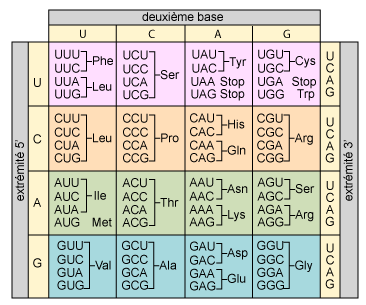 deuxième base
U C A G
extrémité 5'
extrémité 3'
U
UUU UUC Phe UUA UUG Leu
UCU UCC UCA UCG Ser
UAU UAC Tyr UAA Stop UAG Stop
UGU UGC Cys UGA Stop UGG Trp
U C A G
C
CUU CUC CUA CUG Leu
CCU CCC CCA CCG Pro
CAU CAC His CAA CAG Gln
CGU CGC CGA CGG Arg
U C A G
A
AUU AUC AUA Ile AUG Met
ACU ACC ACA ACG Thr
AAU AAC Asn AAA AAG Lys
AGU AGC Ser AGA AGG Arg
U C A G
G
GUU GUC GUA GUG Val
GCU GCC GCA GCG Ala
GAU GAC Asp GAA GAG Glu
GGU GGC GGA GGG Gly
U C A G